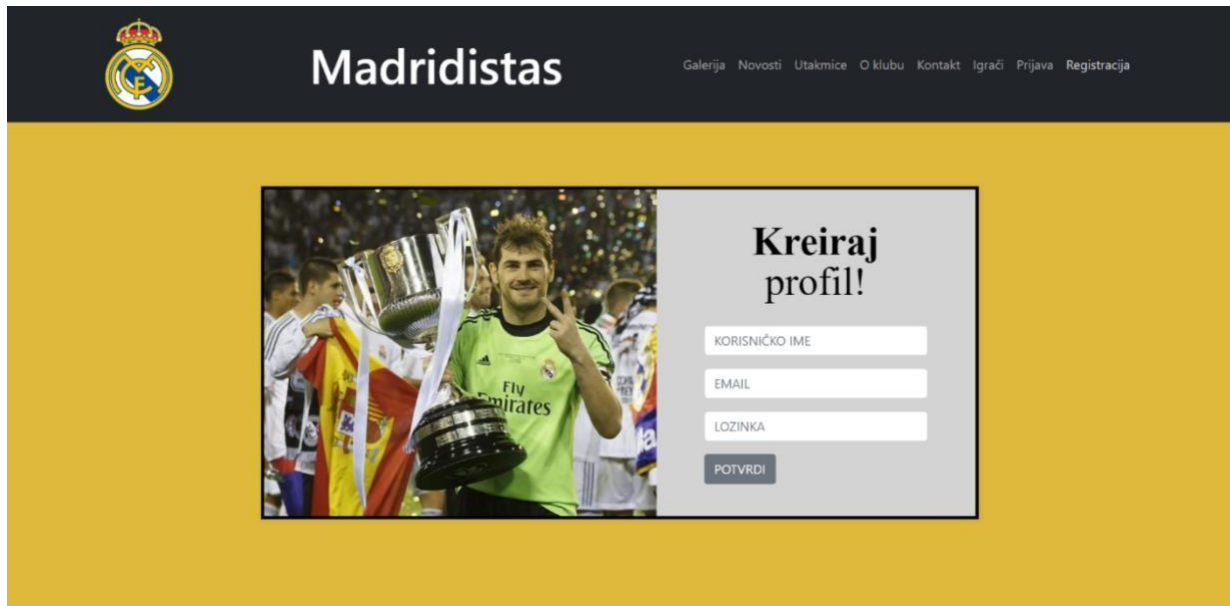 Madridistas
Galerija Novosti Utakmice O klubu Kontakt Igrači Prijava Registracija
Kreiraj
profil!
KORISNIČKO IME
EMAIL
LOZINKA
POTVRDI
Fly
Emirates